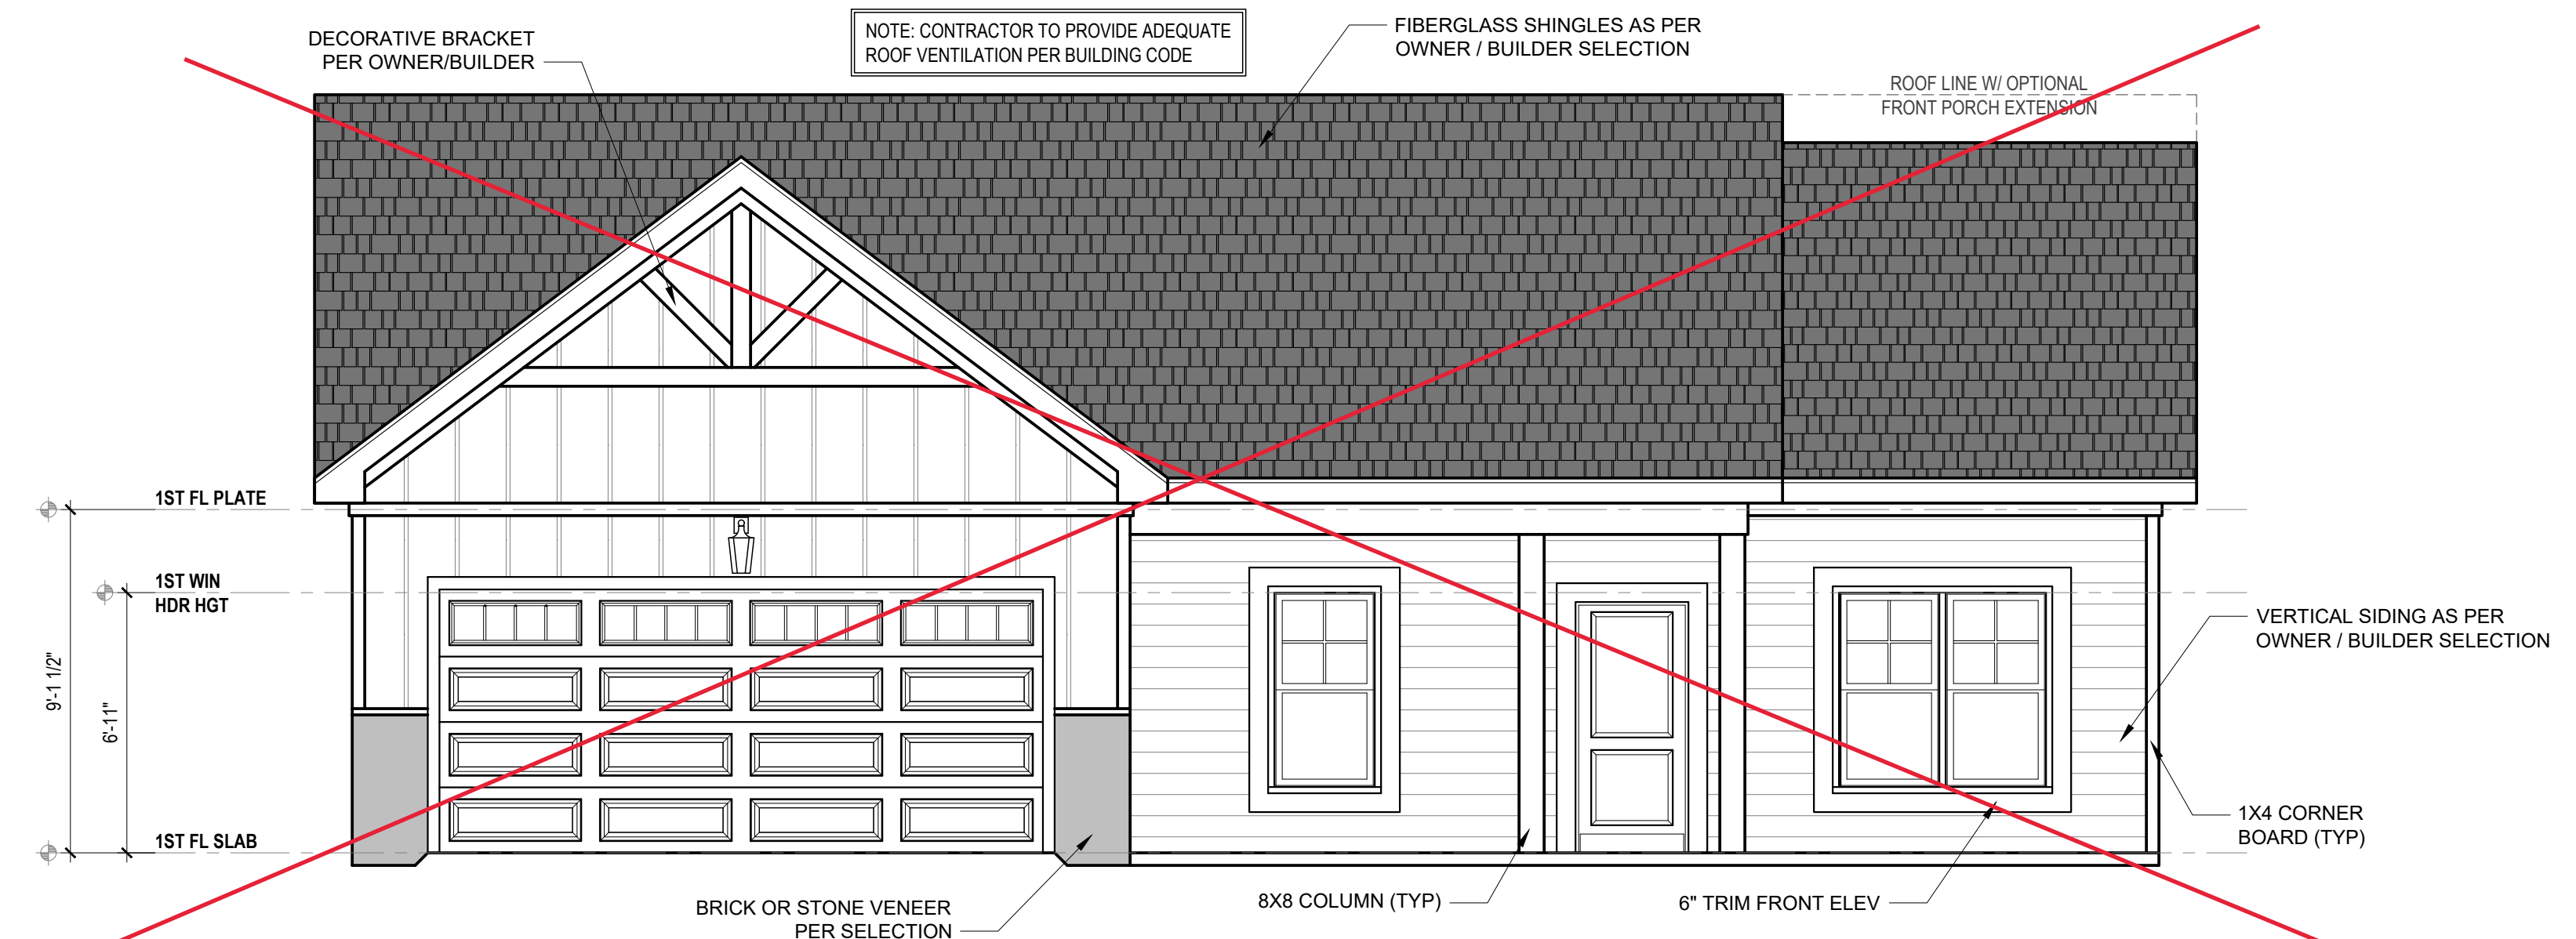 DECORATIVE BRACKET
PER OWNER/BUILDER
NOTE: CONTRACTOR TO PROVIDE ADEQUATE
ROOF VENTILATION PER BUILDING CODE
FIBERGLASS SHINGLES AS PER
OWNER / BUILDER SELECTION
ROOF LINE W/ OPTIONAL
FRONT PORCH EXTENSION
1ST FL PLATE
1ST WIN
HDR HGT
9'-1 1/2"
6'-11"
1ST FL SLAB
VERTICAL SIDING AS PER
OWNER / BUILDER SELECTION
1X4 CORNER
BOARD (TYP)
BRICK OR STONE VENEER
PER SELECTION
8X8 COLUMN (TYP)
6" TRIM FRONT ELEV